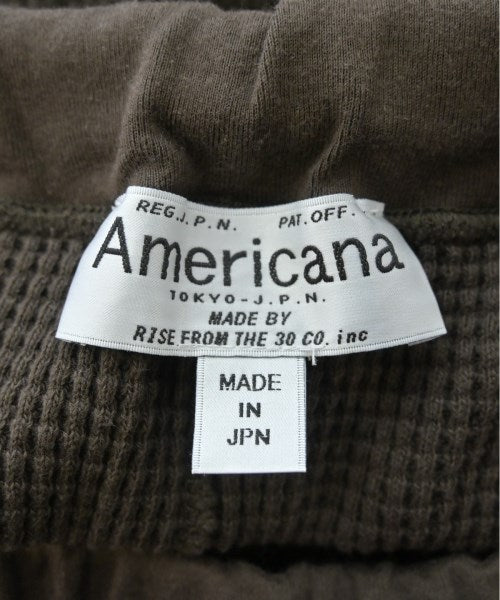 REG.J.P.N. PAT.OFF.
Americana
TOKYO-J.P.N.
MADE BY
RISE FROM THE 30 CO. inc
MADE
IN
JPN